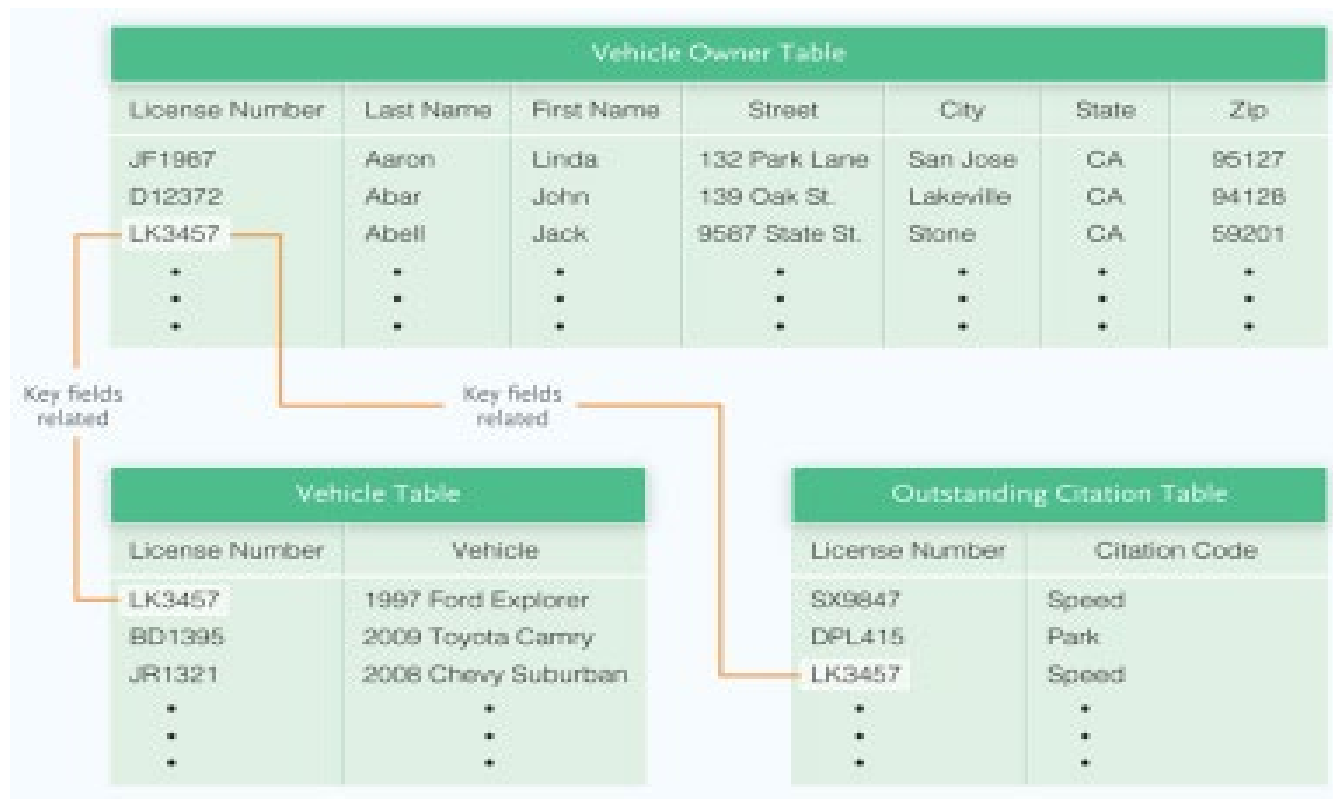 Vehicle Owner Table
License Number Last Name First Name Street City State Zip
JF1967 Aaron Linda 132 Park Lane San Jose CA 95127
D12372 Abar John 139 Oak St. Lakeville CA 94128
LK3457 Abell Jack 9587 State St. Stone CA 59201
Key fields
related
Key fields
related
Vehicle Table
License Number Vehicle
LK3457 1997 Ford Explorer
BD1395 2009 Toyota Camry
JR1321 2008 Chevy Suburban
Outstanding Citation Table
License Number Citation Code
SX9847 Speed
DPL415 Park
LK3457 Speed